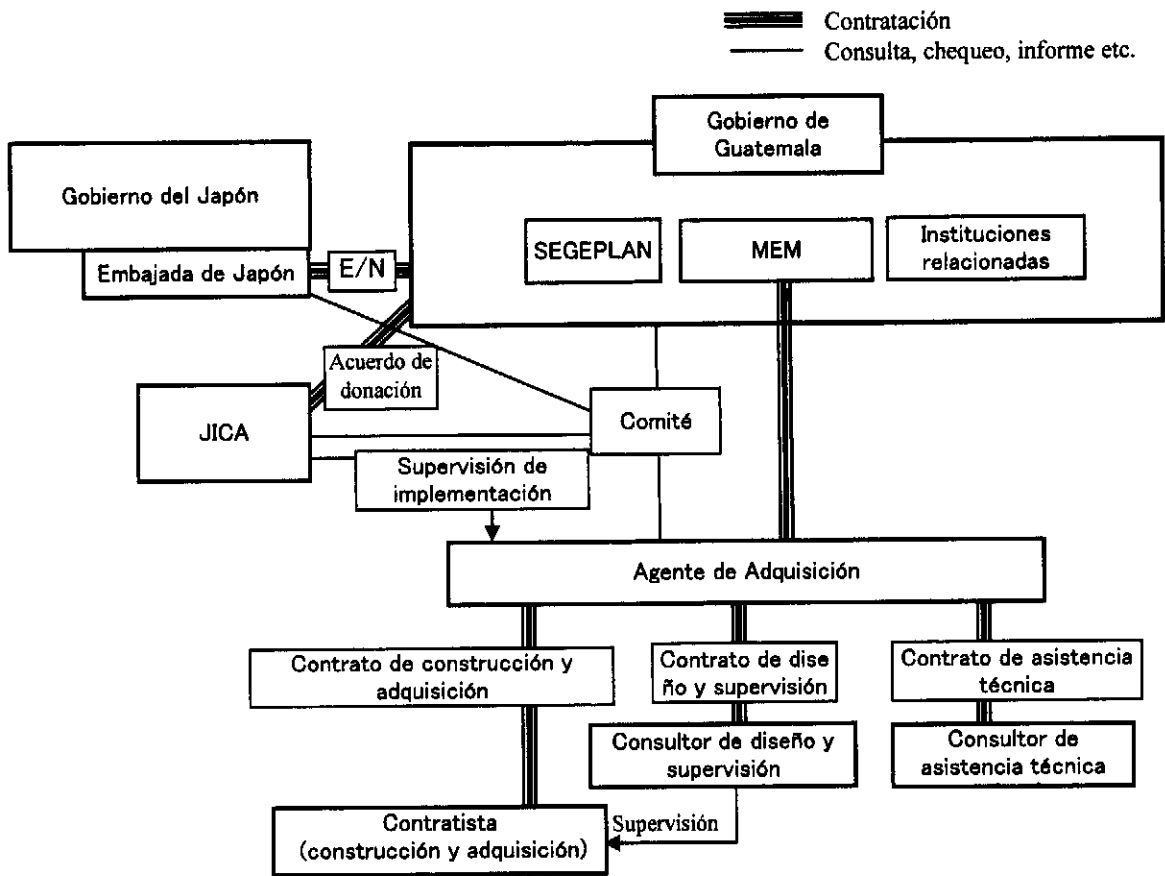 Contratación
Consulta, chequeo, informe etc.
Gobierno de
Guatemala
Gobierno del Japón
SEGEPLAN
MEM
Instituciones
relacionadas
Embajada de Japón
E/N
Acuerdo de
donación
JICA
Comité
Supervisión de
implementación
Agente de Adquisición
Contrato de construcción y
adquisición
Contrato de dise
ño y supervisión
Contrato de asistencia
técnica
Consultor de diseño y
supervisión
Consultor de
asistencia técnica
Contratista
(construcción y adquisición)
Supervisión